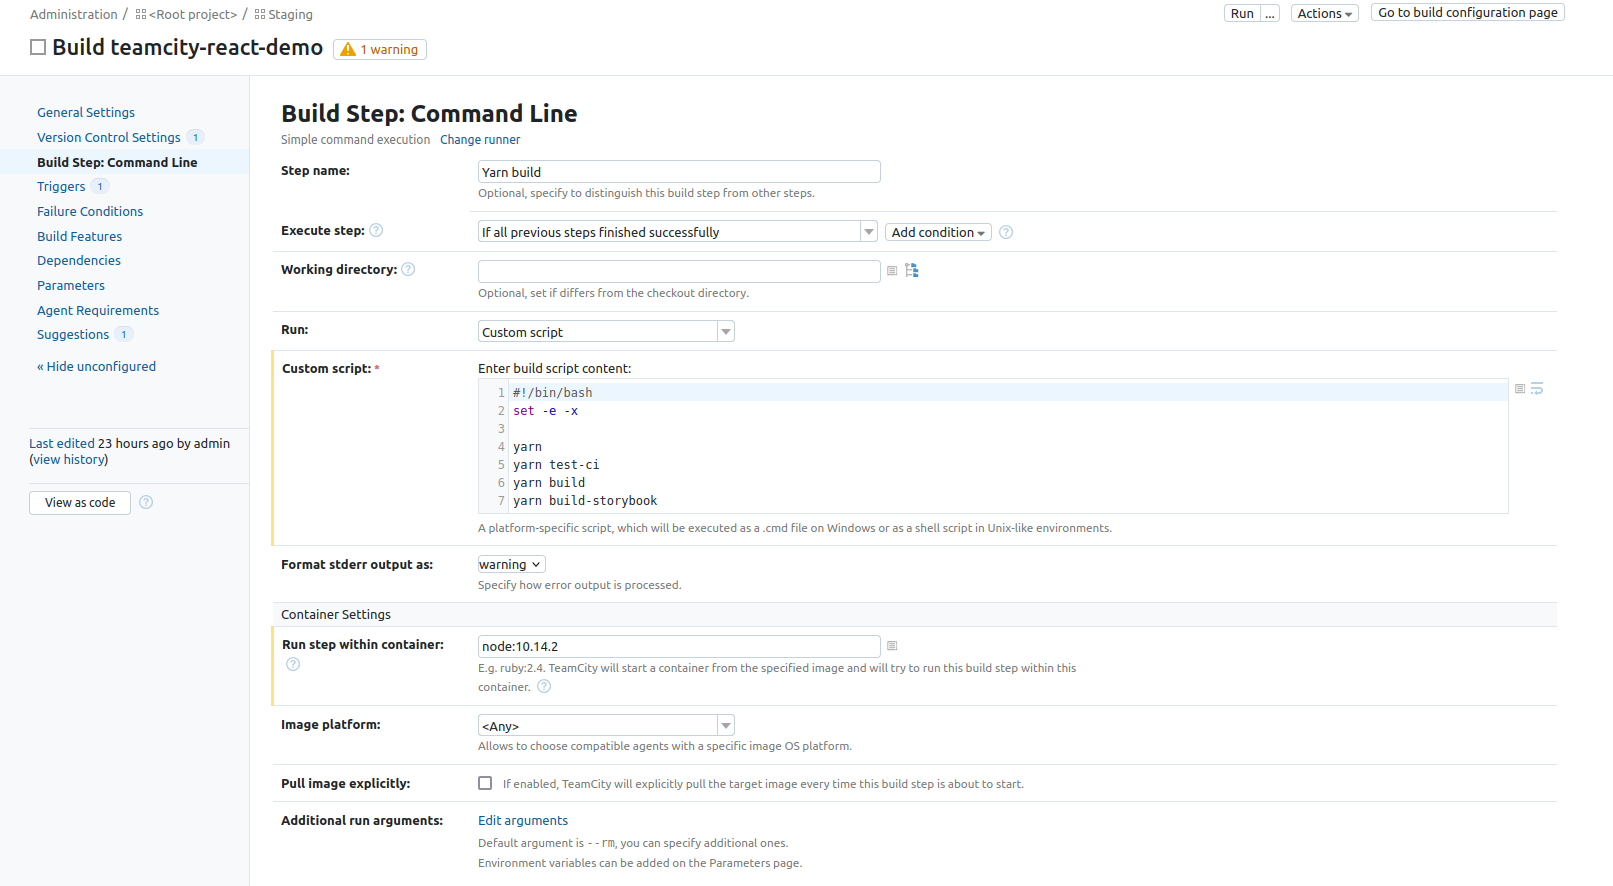 Administration / <Root project> / Staging
Run ... Actions Go to build configuration page
Build teamcity-react-demo 1 warning
General Settings
Version Control Settings 1
Build Step: Command Line
Triggers 1
Failure Conditions
Build Features
Dependencies
Parameters
Agent Requirements
Suggestions 1
« Hide unconfigured
Last edited 23 hours ago by admin
(view history)
View as code ?
Build Step: Command Line
Simple command execution Change runner
Step name: Yarn build
Optional, specify to distinguish this build step from other steps.
Execute step: ? If all previous steps finished successfully Add condition ?
Working directory: ?
Optional, set if differs from the checkout directory.
Run: Custom script
Custom script: * Enter build script content:
1 #!/bin/bash
2 set -e -x
3
4 yarn
5 yarn test-ci
6 yarn build
7 yarn build-storybook
A platform-specific script, which will be executed as a .cmd file on Windows or as a shell script in Unix-like environments.
Format stderr output as: warning
Specify how error output is processed.
Container Settings
Run step within container: node:10.14.2
?
E.g. ruby:2.4. TeamCity will start a container from the specified image and will try to run this build step within this
container. ?
Image platform: <Any>
Allows to choose compatible agents with a specific image OS platform.
Pull image explicitly: If enabled, TeamCity will explicitly pull the target image every time this build step is about to start.
Additional run arguments: Edit arguments
Default argument is --rm, you can specify additional ones.
Environment variables can be added on the Parameters page.